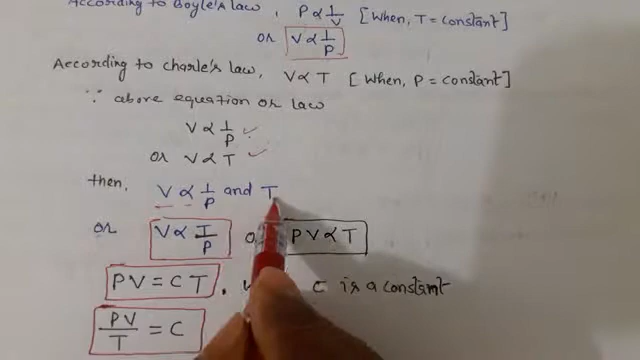 According to Boyle's law, P ∝ 1/V [When, T = Constant]
or V ∝ 1/P
According to charle's law, V ∝ T [When, P = Constant]
∵ above equation or law
V ∝ 1/P
or V ∝ T
then, V ∝ 1/P and T
or V ∝ T/P PV ∝ T
PV = CT, C is a constant
PV/T = C